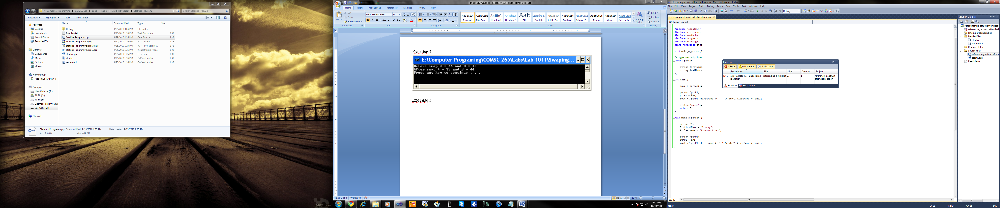 Computer Programing ▸ COMSC 265 ▸ Labs ▸ Lab 9 ▸ Statitics Program ▸ Statitics Program ▸
Search Statitics Program
Organize Open Burn New folder
Name Date modified Type Size
Favorites
Desktop
Downloads
Recent Places
Recorded TV
Libraries
Documents
Music
Pictures
Videos
Homegroup
Rios (RIOS-LAPTOP)
Computer
New Volume (A:)
64 Bit (C:)
32 Bit (E:)
External Hard Drive (I:)
SCHOOL (M:)
Network
Debug 9/25/2010 3:04 PM File folder
ReadMe.txt 9/25/2010 1:26 PM Text Document 2 KB
Statitics Program.cpp 9/29/2010 4:35 PM C++ Source 4 KB
Statitics Program.vcxproj 9/25/2010 1:26 PM VC++ Project 5 KB
Statitics Program.vcxproj.filters 9/25/2010 1:26 PM VC++ Project Filte... 2 KB
Statitics Program.vcxproj.user 9/25/2010 1:25 PM Visual Studio Proj... 1 KB
stdafx.cpp 9/25/2010 1:26 PM C++ Source 1 KB
stdafx.h 9/25/2010 1:26 PM C/C++ Header 1 KB
targetver.h 9/25/2010 1:26 PM C/C++ Header 1 KB
C++
Statitics Program.cpp Date modified: 9/29/2010 4:35 PM Date created: 9/25/2010 1:26 PM
C++ Source Size: 3.66 KB
ART.com
print out 1011.docx - Microsoft Word non-commercial use
Home Insert Page Layout References Mailings Review View
Paste
Cut
Copy
Format Painter
Clipboard
Times New Roman 14
Font
Paragraph
AaBbCcDc AaBbCcDc AaBbC AaBbCc AaB AaBbCc AaBbCcDc AaBbCcDc AaBbCcDc AaBbCcDc AaBbCcDc AaBbCcDc
¶ Normal ¶ No Spaci... Heading 1 Heading 2 Title Subtitle Subtle Em... Emphasis Intense E... Strong Quote Intense Q...
Change Styles
Styles
Find
Replace
Select
Editing
Exersise 2
E:\Computer Programing\COMSC 265\Labs\Lab 1011\Swaping...
Before swap A = 44 and B = 33
After swap A = 33 and B = 44
Press any key to continue . . .
Exersise 3
Page: 2 of 2 Words: 48
124%
6:43 PM
10/10/2010
referencing a struct after deallocation - Microsoft Visual Studio
File Edit View Project Build Debug Team Data Tools Test Window Help
Debug
referencing a struc...ter deallocation.cpp
(Unknown Scope)
#include "stdafx.h"
#include <iostream>
#include <math.h>
#include <ctype.h>
#include <string>
using namespace std;
void make_a_person();
// Type Descriptions
struct person
{
string firstName;
string lastName;
};
int main()
{
make_a_person();
person *ptrP1;
ptrP1 = &P1;
cout << ptrP1->firstName << " " << ptrP1->lastName << endl;
system("pause");
return 0;
}
void make_a_person()
{
person P1;
P1.firstName = "Jeremy";
P1.lastName = "Rios-Martinez";
person *ptrP1;
ptrP1 = &P1;
cout << ptrP1->firstName << " " << ptrP1->lastName << endl;
}
Error List
1 Error 0 Warnings 0 Messages
Description File Line Column Project
1 error C2065: 'P1' : undeclared identifier referencing a struct af 27 1 referencing a struct after deallocation
Error List Breakpoints
Solution Explorer
referencing a struct after deall
referencing a struct after deal
External Dependencies
Header Files
stdafx.h
targetver.h
Resource Files
Source Files
referencing a struct after
stdafx.cpp
ReadMe.txt
100 %
Ready Ln 31 Col 14 Ch 11 INS